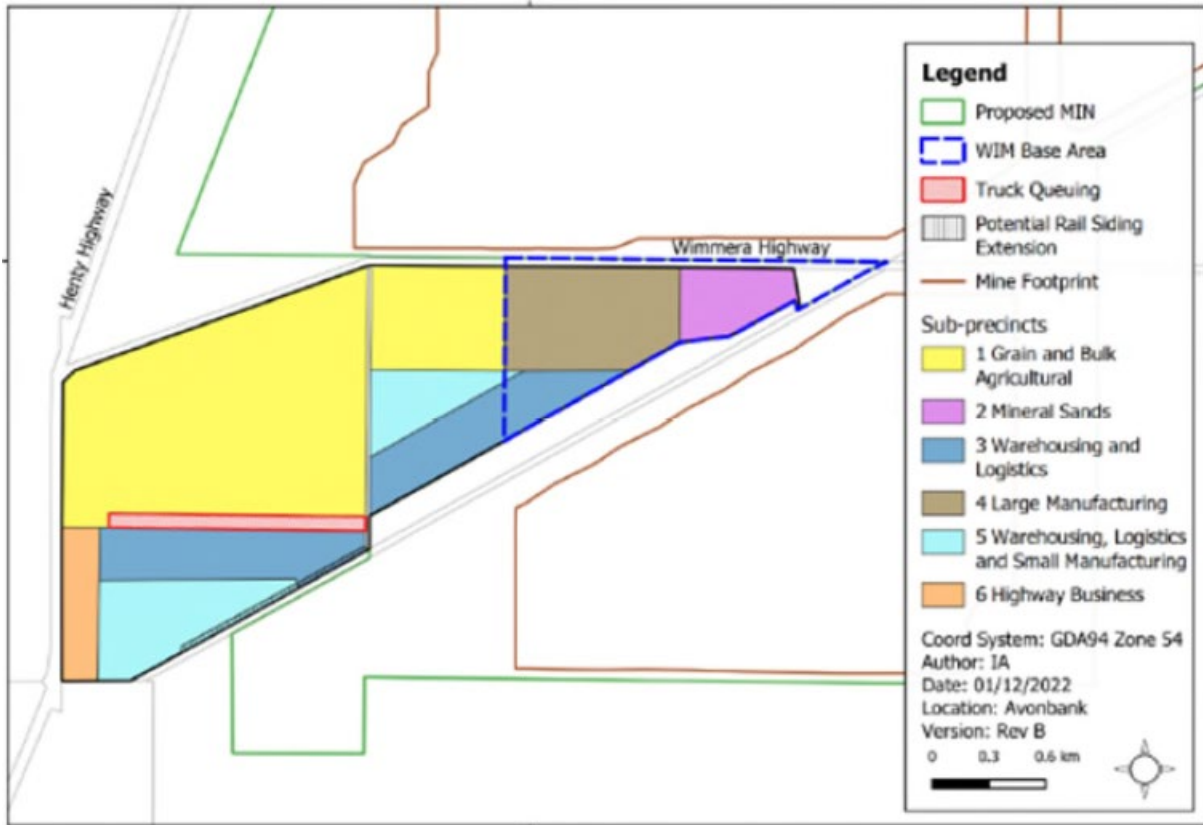 Henty Highway
Wimmera Highway
Legend
Proposed MIN
WIM Base Area
Truck Queuing
Potential Rail Siding
Extension
Mine Footprint
Sub-precincts
1 Grain and Bulk
Agricultural
2 Mineral Sands
3 Warehousing and
Logistics
4 Large Manufacturing
5 Warehousing, Logistics
and Small Manufacturing
6 Highway Business
Coord System: GDA94 Zone 54
Author: IA
Date: 01/12/2022
Location: Avonbank
Version: Rev B
0 0.3 0.6 km